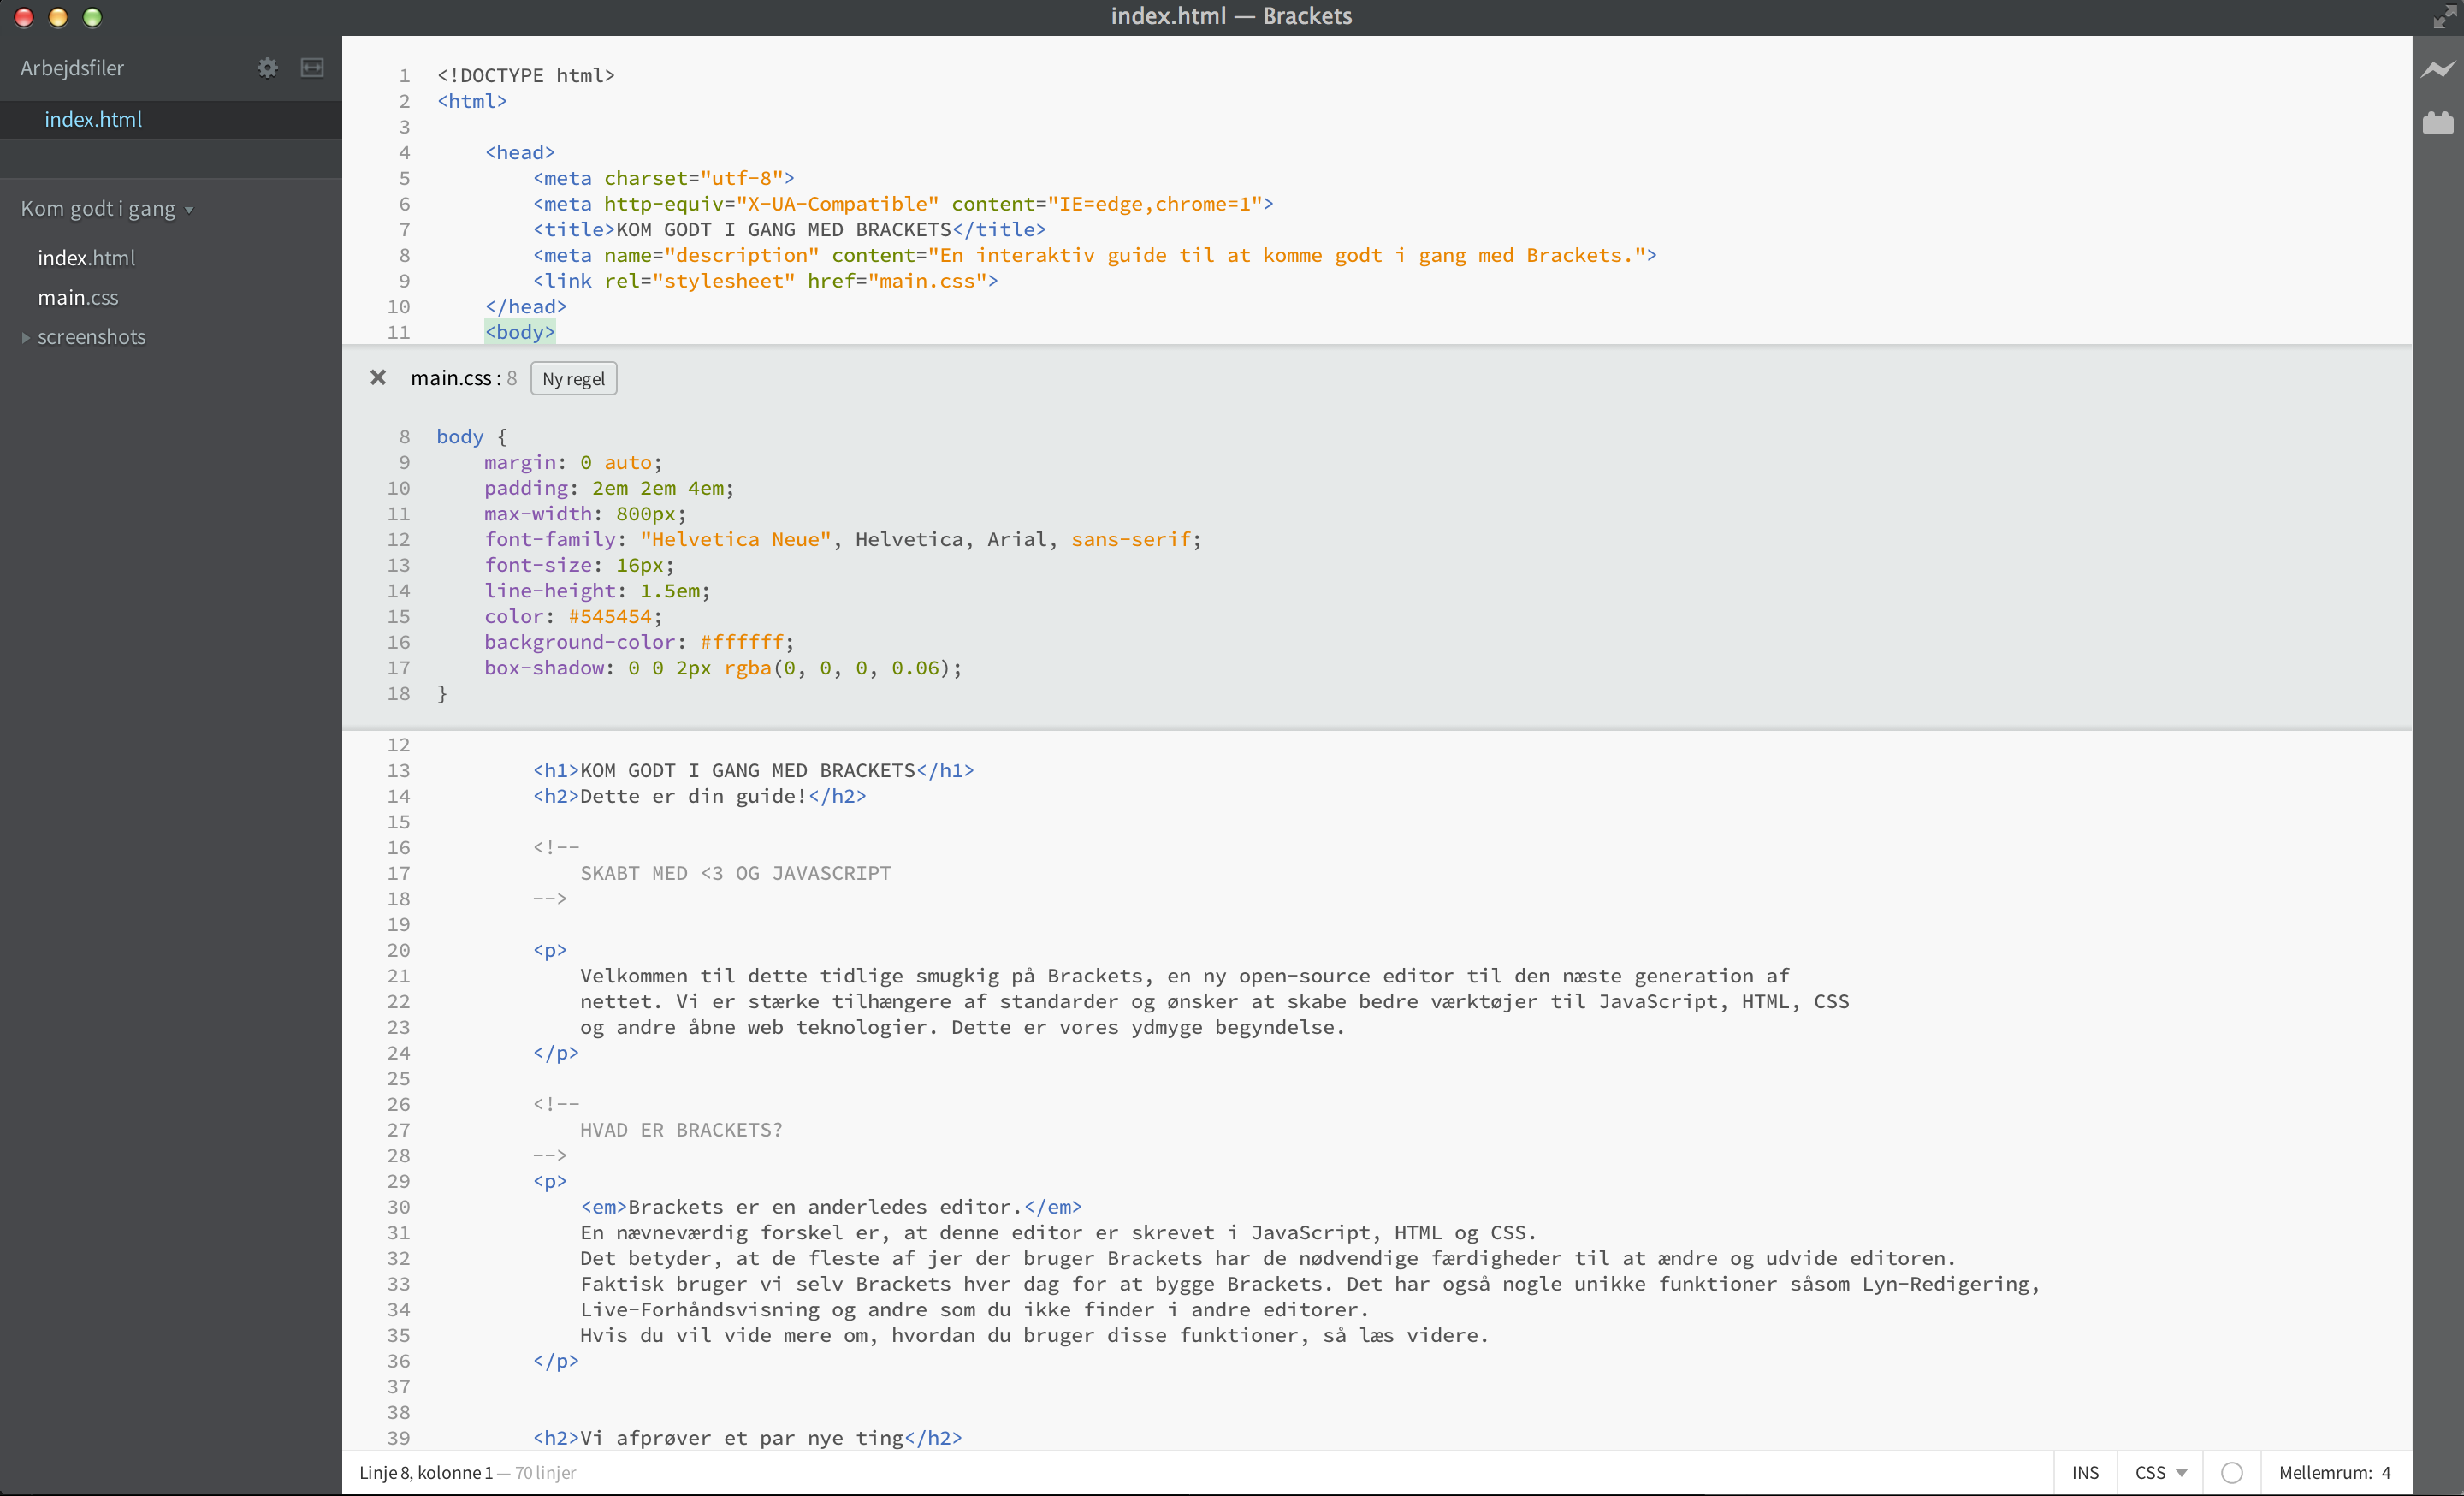 index.html — Brackets
Arbejdsfiler
index.html
Kom godt i gang
index.html
main.css
screenshots
1 <!DOCTYPE html>
2 <html>
3
4 <head>
5 <meta charset="utf-8">
6 <meta http-equiv="X-UA-Compatible" content="IE=edge,chrome=1">
7 <title>KOM GODT I GANG MED BRACKETS</title>
8 <meta name="description" content="En interaktiv guide til at komme godt i gang med Brackets.">
9 <link rel="stylesheet" href="main.css">
10 </head>
11 <body>
main.css : 8 Ny regel
8 body {
9 margin: 0 auto;
10 padding: 2em 2em 4em;
11 max-width: 800px;
12 font-family: "Helvetica Neue", Helvetica, Arial, sans-serif;
13 font-size: 16px;
14 line-height: 1.5em;
15 color: #545454;
16 background-color: #ffffff;
17 box-shadow: 0 0 2px rgba(0, 0, 0, 0.06);
18 }
12
13 <h1>KOM GODT I GANG MED BRACKETS</h1>
14 <h2>Dette er din guide!</h2>
15
16 <!--
17 SKABT MED <3 OG JAVASCRIPT
18 -->
19
20 <p>
21 Velkommen til dette tidlige smugkig på Brackets, en ny open-source editor til den næste generation af
22 nettet. Vi er stærke tilhængere af standarder og ønsker at skabe bedre værktøjer til JavaScript, HTML, CSS
23 og andre åbne web teknologier. Dette er vores ydmyge begyndelse.
24 </p>
25
26 <!--
27 HVAD ER BRACKETS?
28 -->
29 <p>
30 <em>Brackets er en anderledes editor.</em>
31 En nævneværdig forskel er, at denne editor er skrevet i JavaScript, HTML og CSS.
32 Det betyder, at de fleste af jer der bruger Brackets har de nødvendige færdigheder til at ændre og udvide editoren.
33 Faktisk bruger vi selv Brackets hver dag for at bygge Brackets. Det har også nogle unikke funktioner såsom Lyn-Redigering,
34 Live-Forhåndsvisning og andre som du ikke finder i andre editorer.
35 Hvis du vil vide mere om, hvordan du bruger disse funktioner, så læs videre.
36 </p>
37
38
39 <h2>Vi afprøver et par nye ting</h2>
Linje 8, kolonne 1 — 70 linjer INS CSS Mellemrum: 4